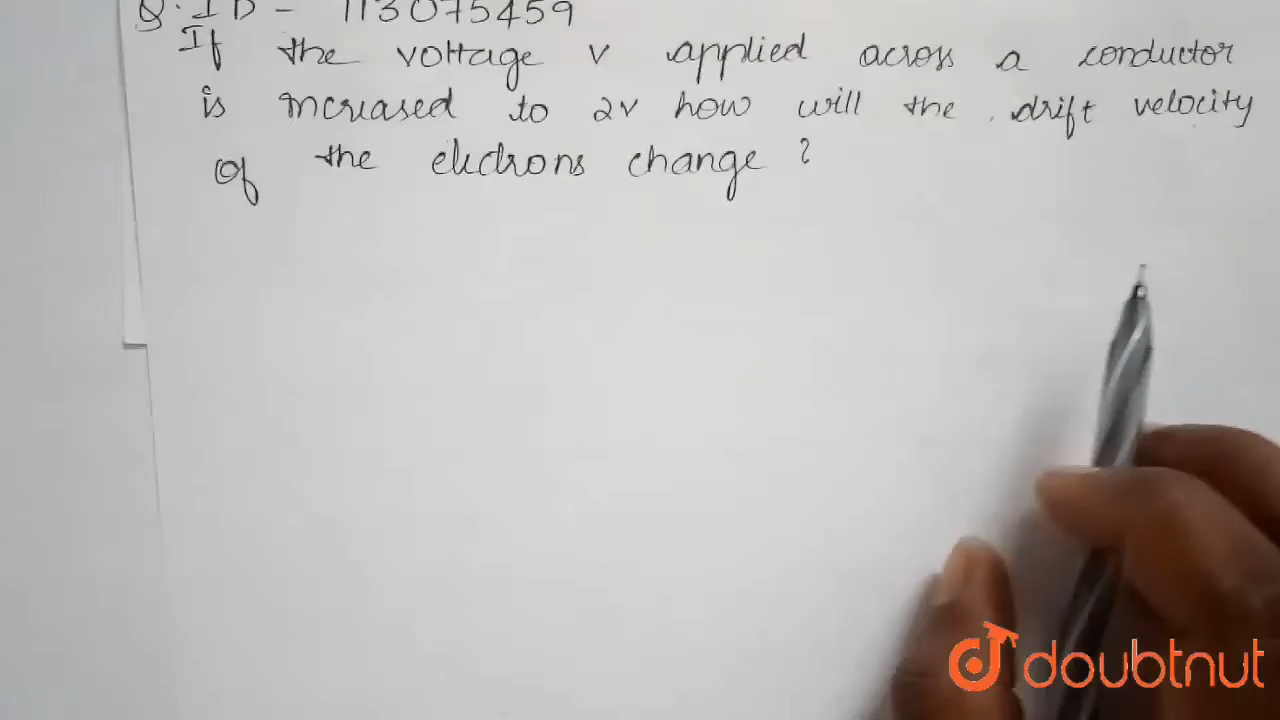 Q. ID - 113075459
If the voltage v applied across a conductor
is increased to 2v how will the drift velocity
of the electrons change ?
doubtnut